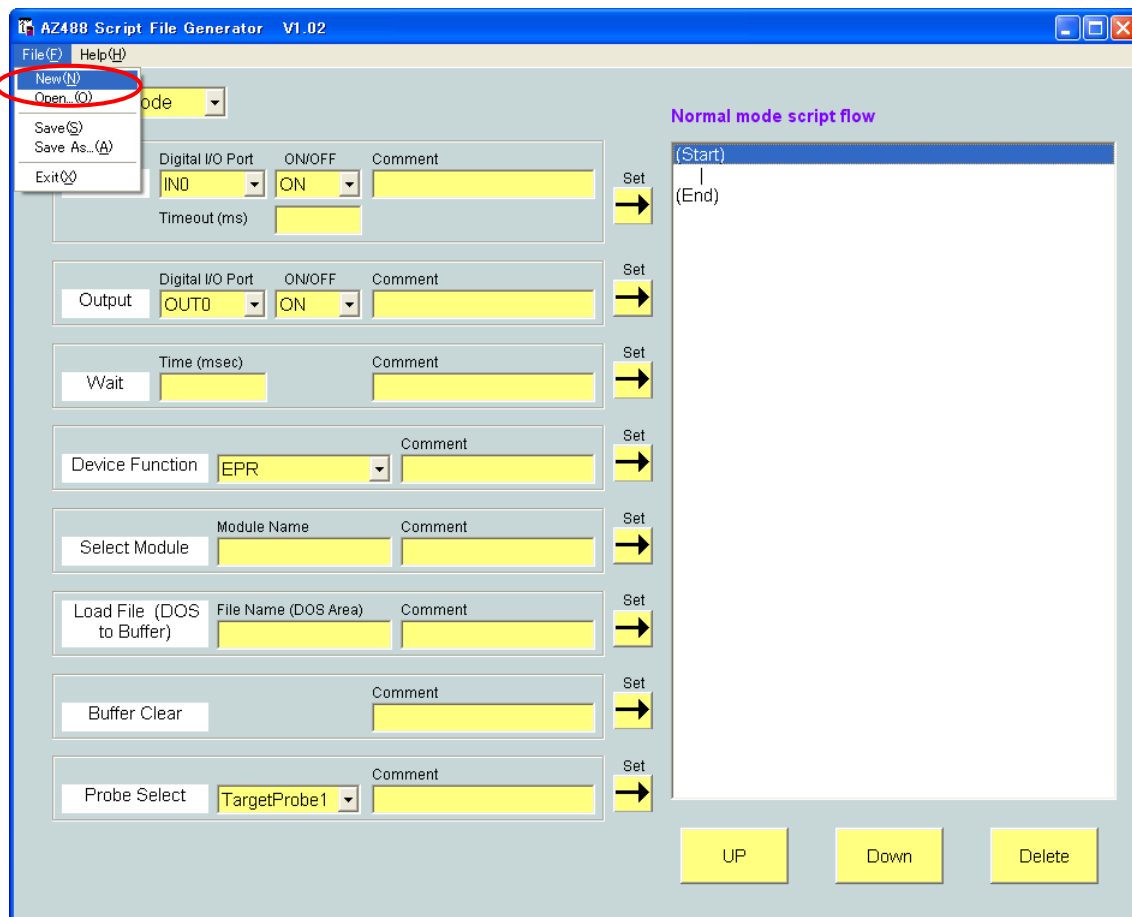 AZ488 Script File Generator V1.02
File(F) Help(H)
New(N)
Open...(O)
Save(S)
Save As...(A)
Exit(X)
ode
Normal mode script flow
(Start)
(End)
Digital I/O Port ON/OFF Comment
IN0 ON
Timeout (ms)
Set
Output
Digital I/O Port ON/OFF Comment
OUT0 ON
Set
Wait
Time (msec) Comment
Set
Device Function
EPR
Comment
Set
Select Module
Module Name Comment
Set
Load File (DOS
to Buffer)
File Name (DOS Area) Comment
Set
Buffer Clear
Comment
Set
Probe Select
TargetProbe1
Comment
Set
UP Down Delete